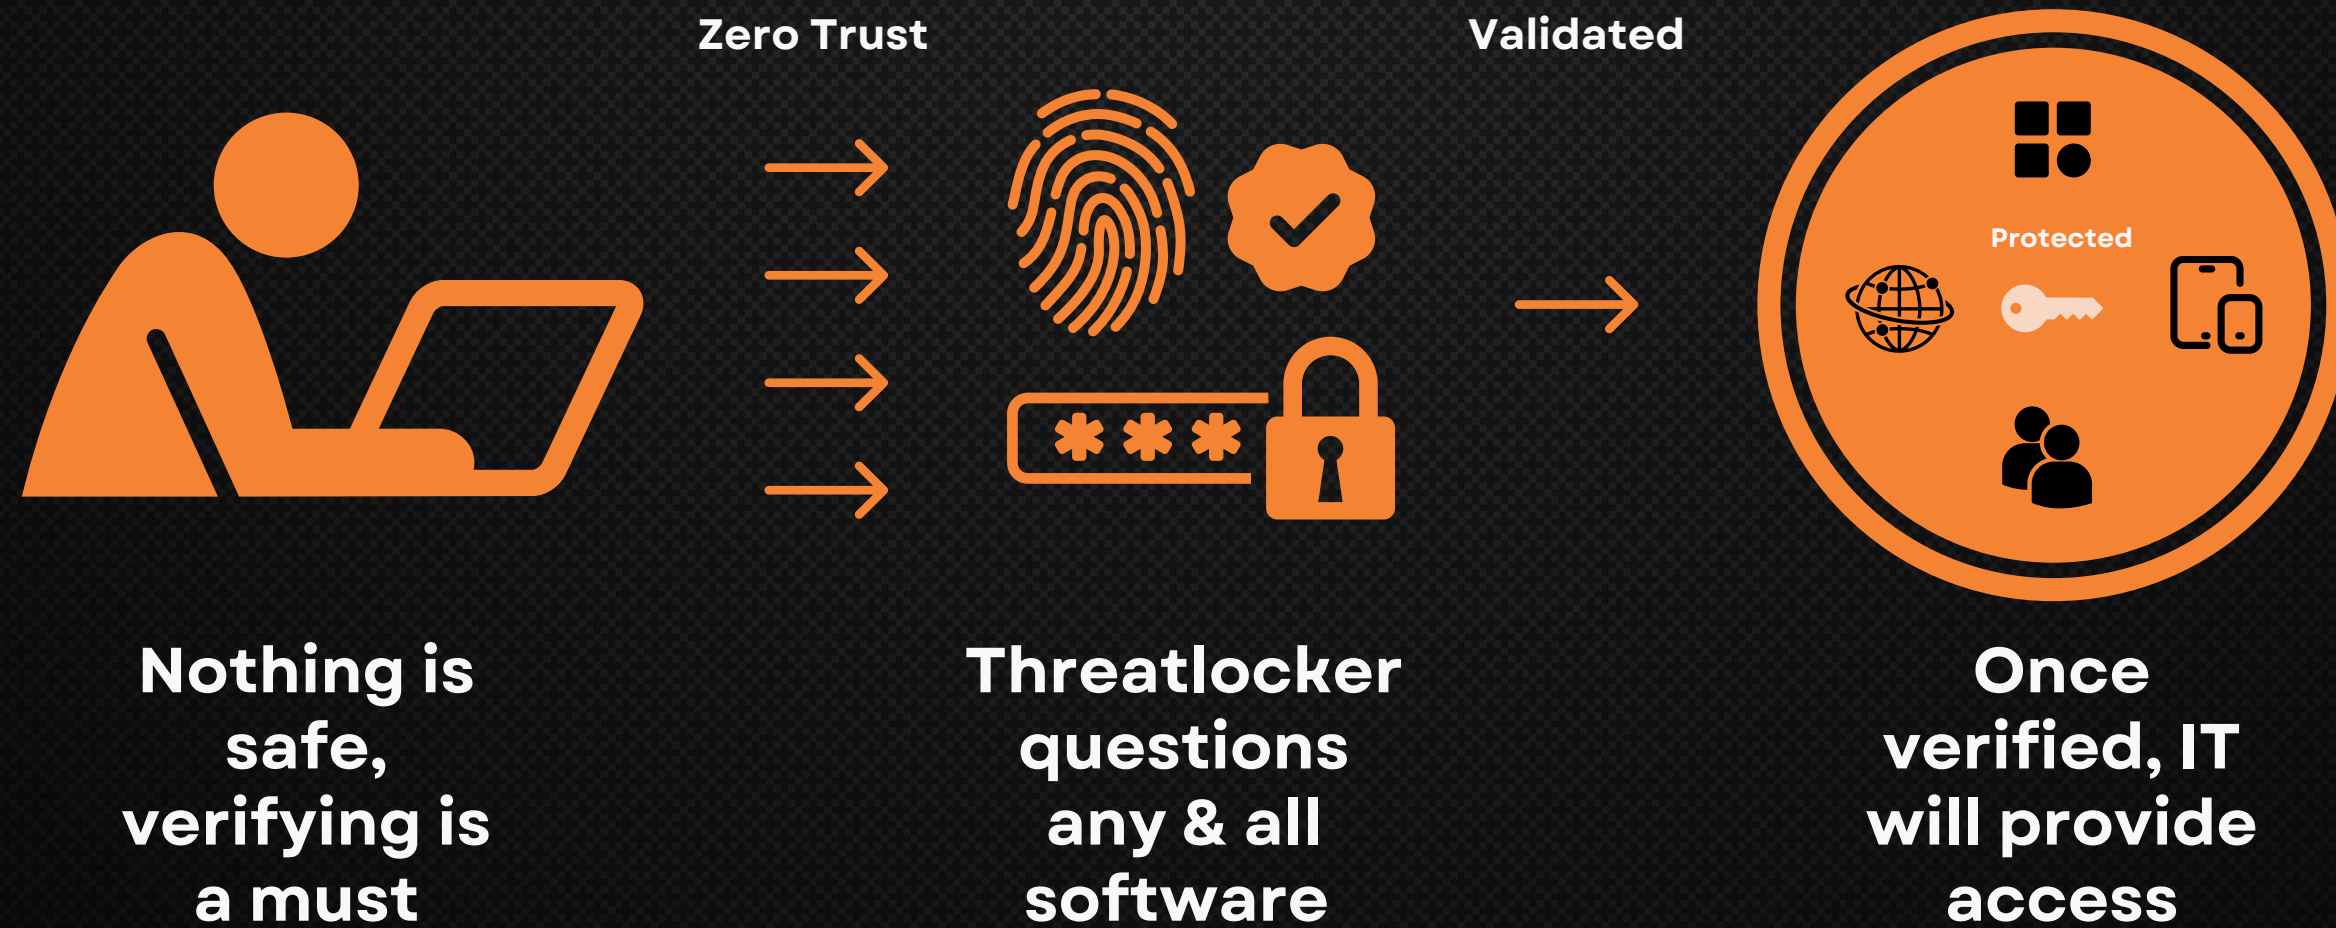 Zero Trust
Validated
Protected
***
Nothing is
safe,
verifying is
a must
Threatlocker
questions
any & all
software
Once
verified, IT
will provide
access